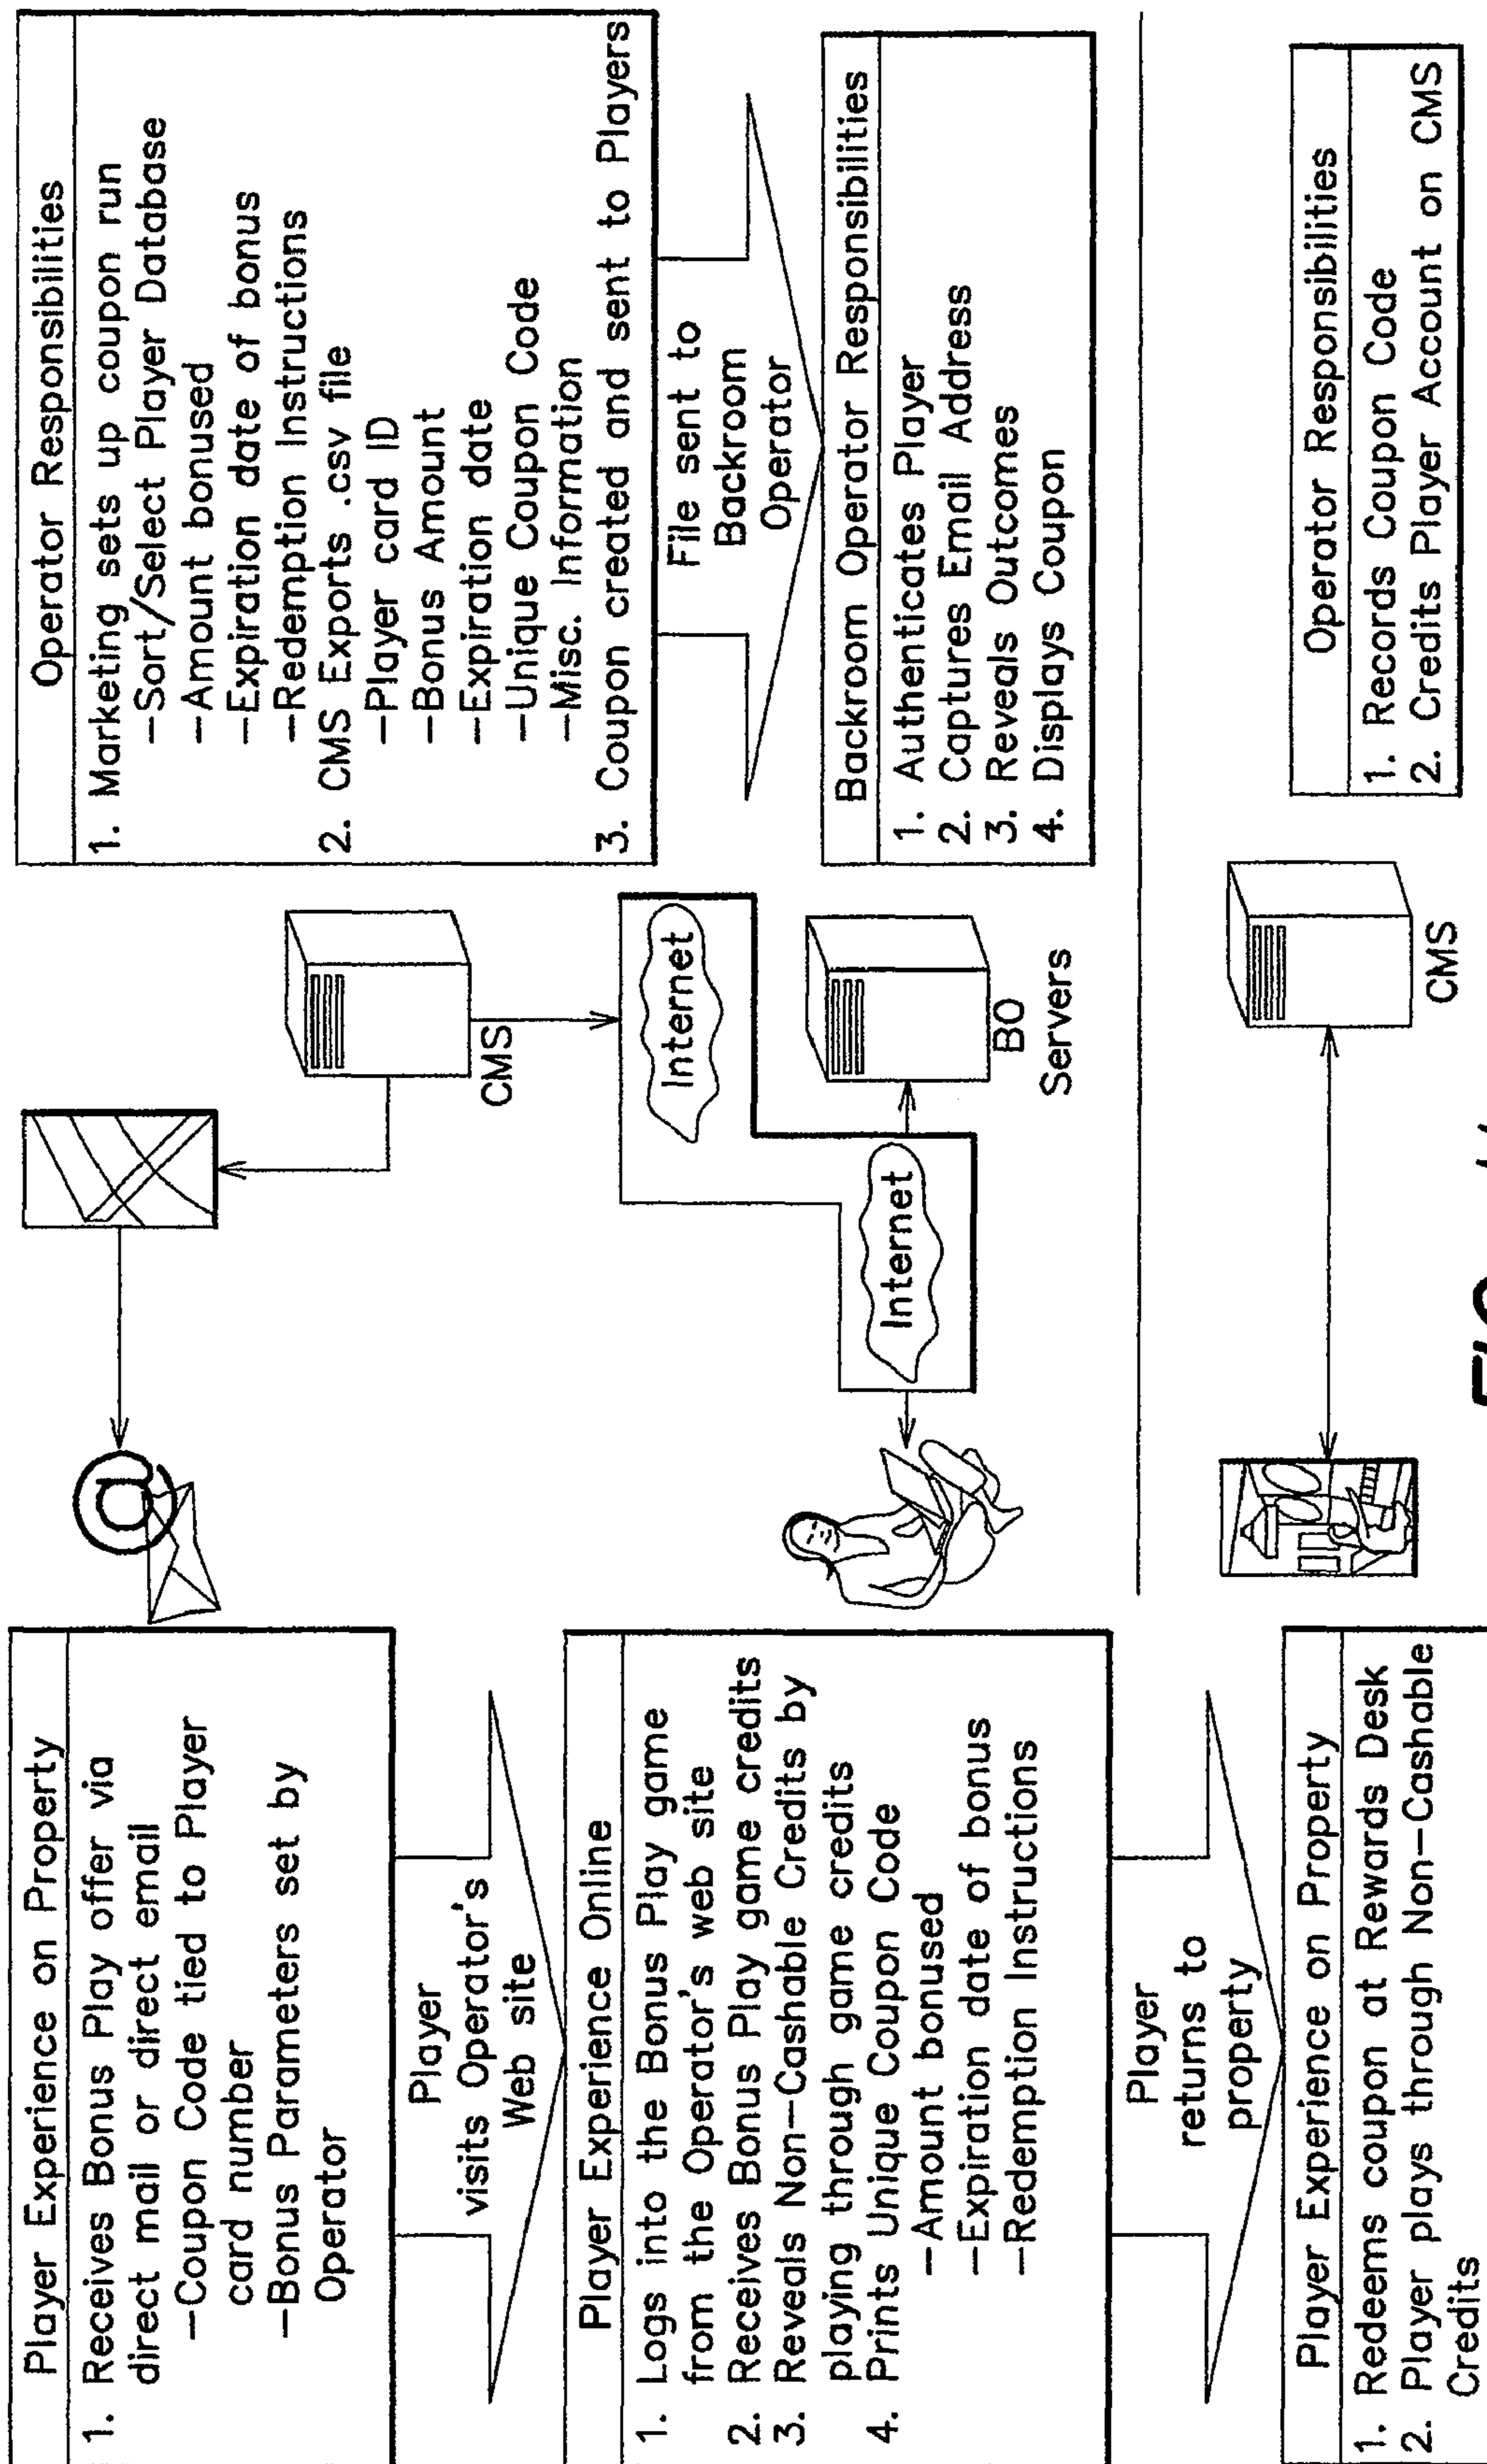 Player Experience on Property
1. Receives Bonus Play offer via
direct mail or direct email
—Coupon Code tied to Player
card number
—Bonus Parameters set by
Operator
Player
visits Operator's
Web site
Player Experience Online
1. Logs into the Bonus Play game
from the Operator's web site
2. Receives Bonus Play game credits
3. Reveals Non—Cashable Credits by
playing through game credits
4. Prints Unique Coupon Code
—Amount bonused
—Expiration date of bonus
—Redemption Instructions
Player
returns to
property
Player Experience on Property
1. Redeems coupon at Rewards Desk
2. Player plays through Non—Cashable
Credits
@
CMS
Internet
Internet
BO
Servers
CMS
Operator Responsibilities
1. Marketing sets up coupon run
—Sort/Select Player Database
—Amount bonused
—Expiration date of bonus
—Redemption Instructions
2. CMS Exports .csv file
—Player card ID
—Bonus Amount
—Expiration date
—Unique Coupon Code
—Misc. Information
3. Coupon created and sent to Players
File sent to
Backroom
Operator
Backroom Operator Responsibilities
1. Authenticates Player
2. Captures Email Address
3. Reveals Outcomes
4. Displays Coupon
Operator Responsibilities
1. Records Coupon Code
2. Credits Player Account on CMS
FIG.